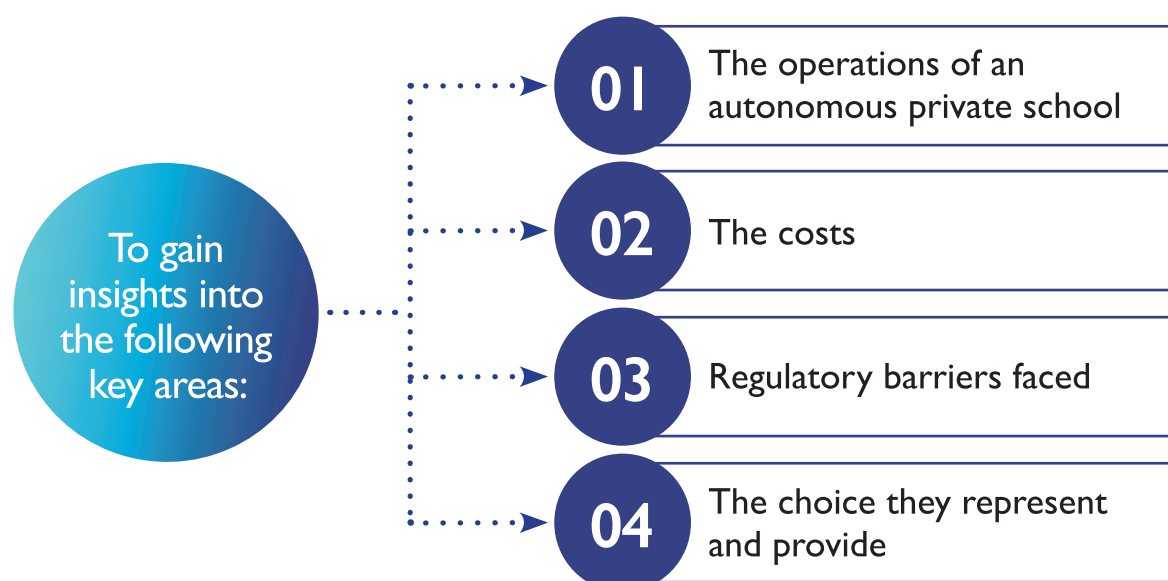 To gain
insights into
the following
key areas:
01
The operations of an
autonomous private school
02
The costs
03
Regulatory barriers faced
04
The choice they represent
and provide